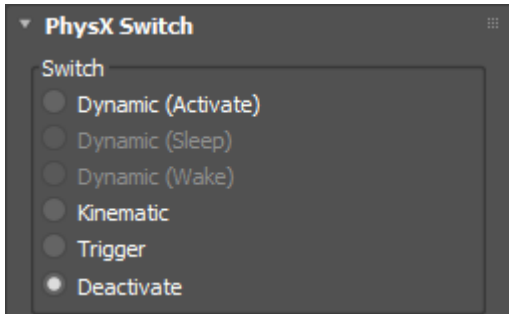 PhysX Switch
Switch
Dynamic (Activate)
Dynamic (Sleep)
Dynamic (Wake)
Kinematic
Trigger
Deactivate